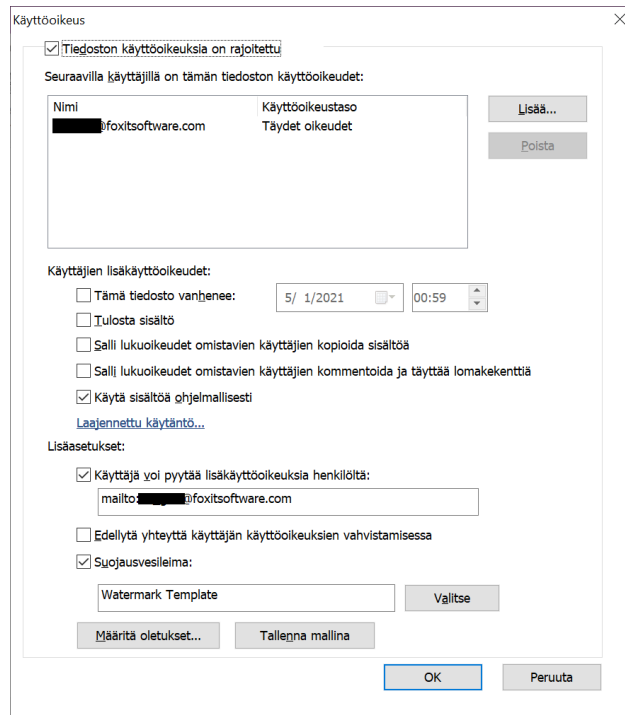 Käyttöoikeus
Tiedoston käyttöoikeuksia on rajoitettu
Seuraavilla käyttäjillä on tämän tiedoston käyttöoikeudet:
Nimi Käyttöoikeustaso
@foxitsoftware.com Täydet oikeudet
Lisää...
Poista
Käyttäjien lisäkäyttöoikeudet:
Tämä tiedosto vanhenee: 5/ 1/2021 00:59
Tulosta sisältö
Salli lukuoikeudet omistavien käyttäjien kopioida sisältöä
Salli lukuoikeudet omistavien käyttäjien kommentoida ja täyttää lomakekenttiä
Käytä sisältöä ohjelmallisesti
Laajennettu käytäntö...
Lisäasetukset:
Käyttäjä voi pyytää lisäkäyttöoikeuksia henkilöltä:
mailto: @foxitsoftware.com
Edellytä yhteyttä käyttäjän käyttöoikeuksien vahvistamisessa
Suojausvesileima:
Watermark Template Valitse
Määritä oletukset... Tallenna mallina
OK Peruuta